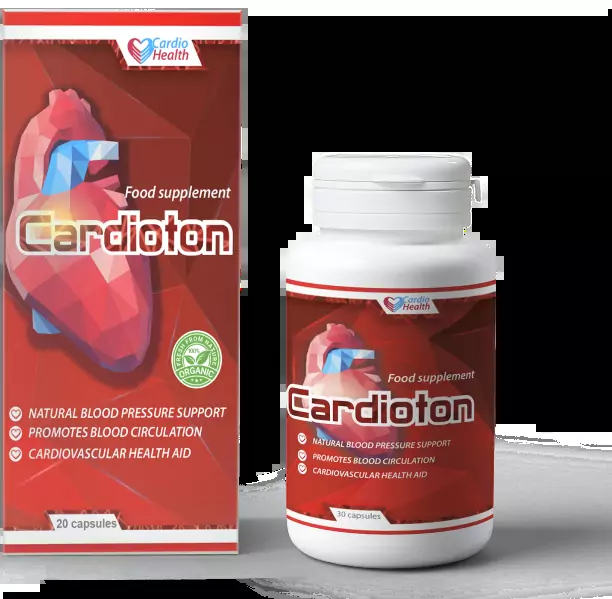 Cardio
Health
Food supplement
Cardioton
FRESH FROM NATURE
100%
ORGANIC
NATURAL BLOOD PRESSURE SUPPORT
PROMOTES BLOOD CIRCULATION
CARDIOVASCULAR HEALTH AID
20 capsules
Cardio
Health
Food supplement
Cardioton
NATURAL BLOOD PRESSURE SUPPORT
PROMOTES BLOOD CIRCULATION
CARDIOVASCULAR HEALTH AID
30 capsules